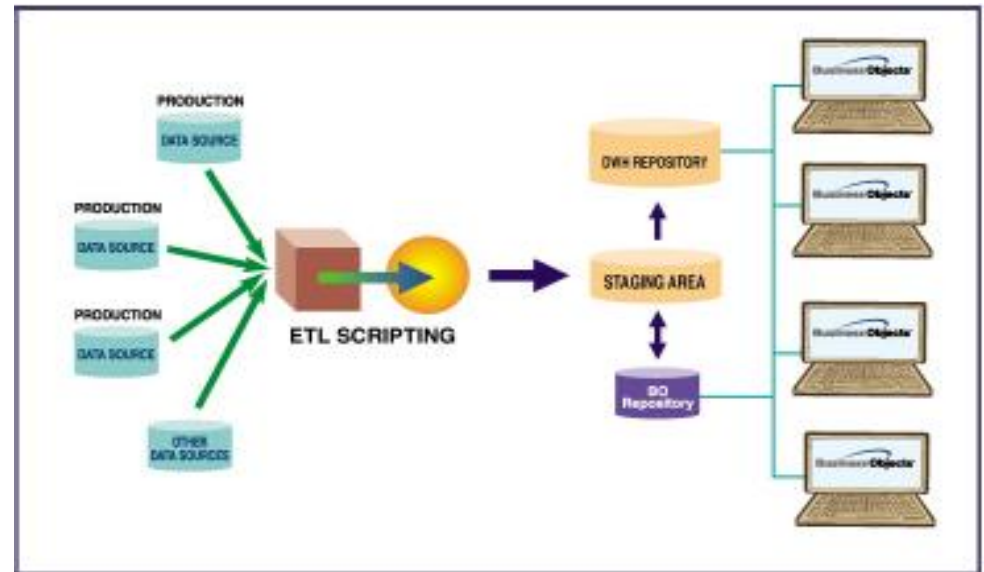 PRODUCTION
DATA SOURCE
PRODUCTION
DATA SOURCE
PRODUCTION
DATA SOURCE
OTHER
DATA SOURCES
ETL SCRIPTING
DWH REPOSITORY
STAGING AREA
BO
Repository
BusinessObjects
BusinessObjects
BusinessObjects
BusinessObjects